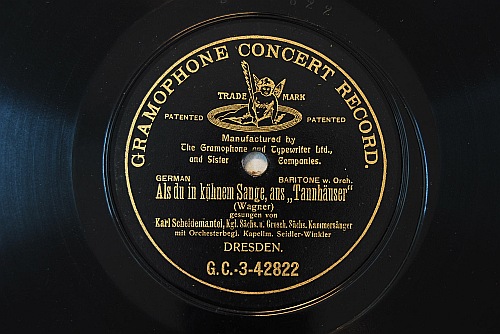 GRAMOPHONE CONCERT RECORD.
TRADE MARK
PATENTED PATENTED
Manufactured by
The Gramophone and Typewriter Ltd.,
and Sister Companies.
GERMAN BARITONE w. Orch.
Als du in kühnem Sange, aus „Tannhäuser"
(Wagner)
gesungen von
Karl Scheidemantel, Kgl. Sächs. u. Grossh. Sächs. Kammersänger
mit Orchesterbegl. Kapellm. Seidler-Winkler
DRESDEN.
G.C.-3-42822